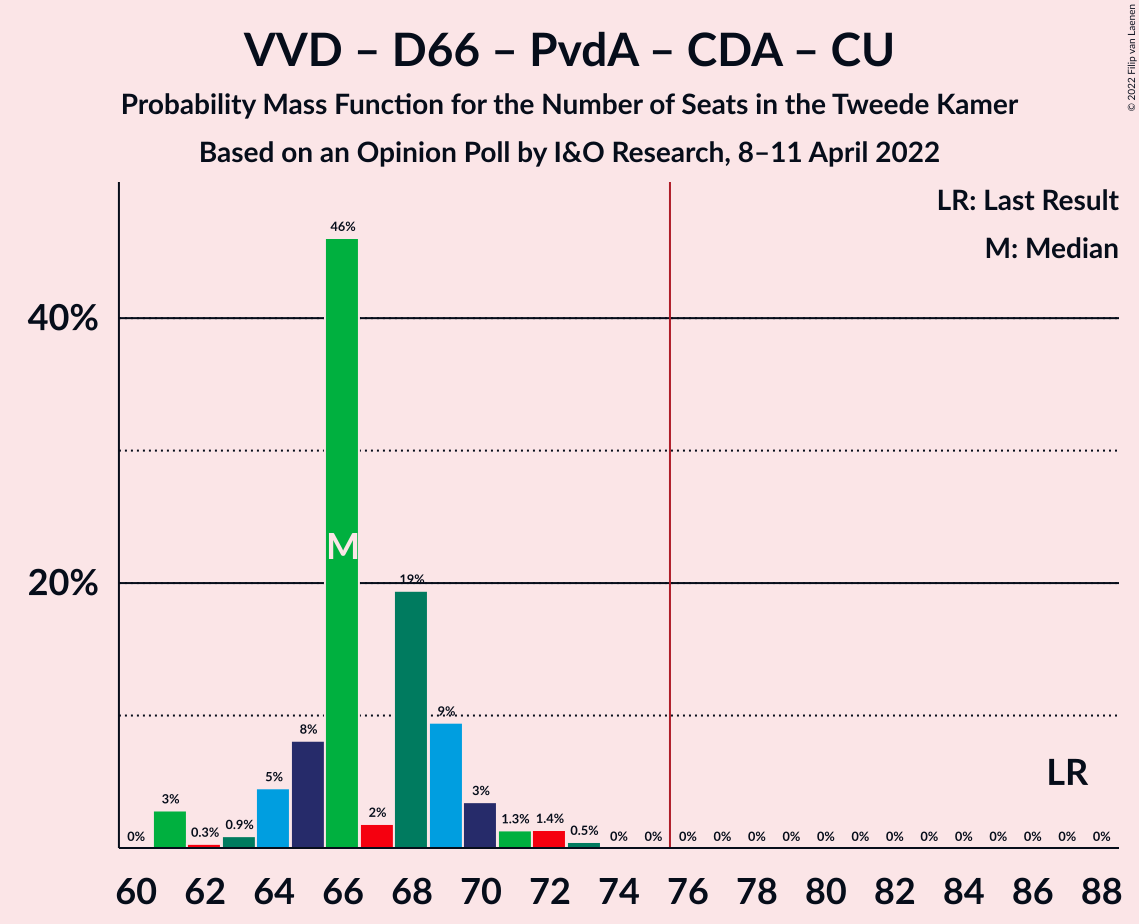 VVD – D66 – PvdA – CDA – CU
Probability Mass Function for the Number of Seats in the Tweede Kamer
Based on an Opinion Poll by I&O Research, 8–11 April 2022
© 2022 Filip van Laenen
LR: Last Result
M: Median
40%
20%
0% 3% 0.3% 0.9% 5% 8% 46% 2% 19% 9% 3% 1.3% 1.4% 0.5% 0% 0% 0% 0% 0% 0% 0% 0% 0% 0% 0% 0% 0% 0% 0%
M
LR
60 62 64 66 68 70 72 74 76 78 80 82 84 86 88